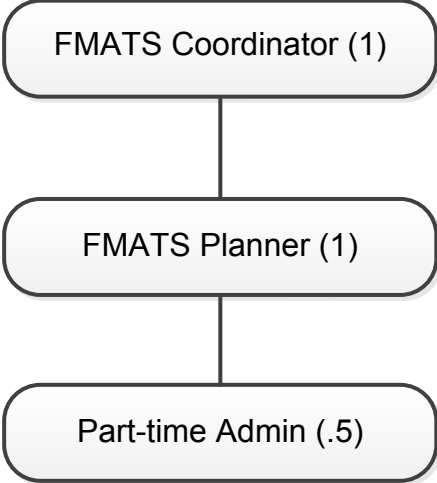 FMATS Coordinator (1)
FMATS Planner (1)
Part-time Admin (.5)